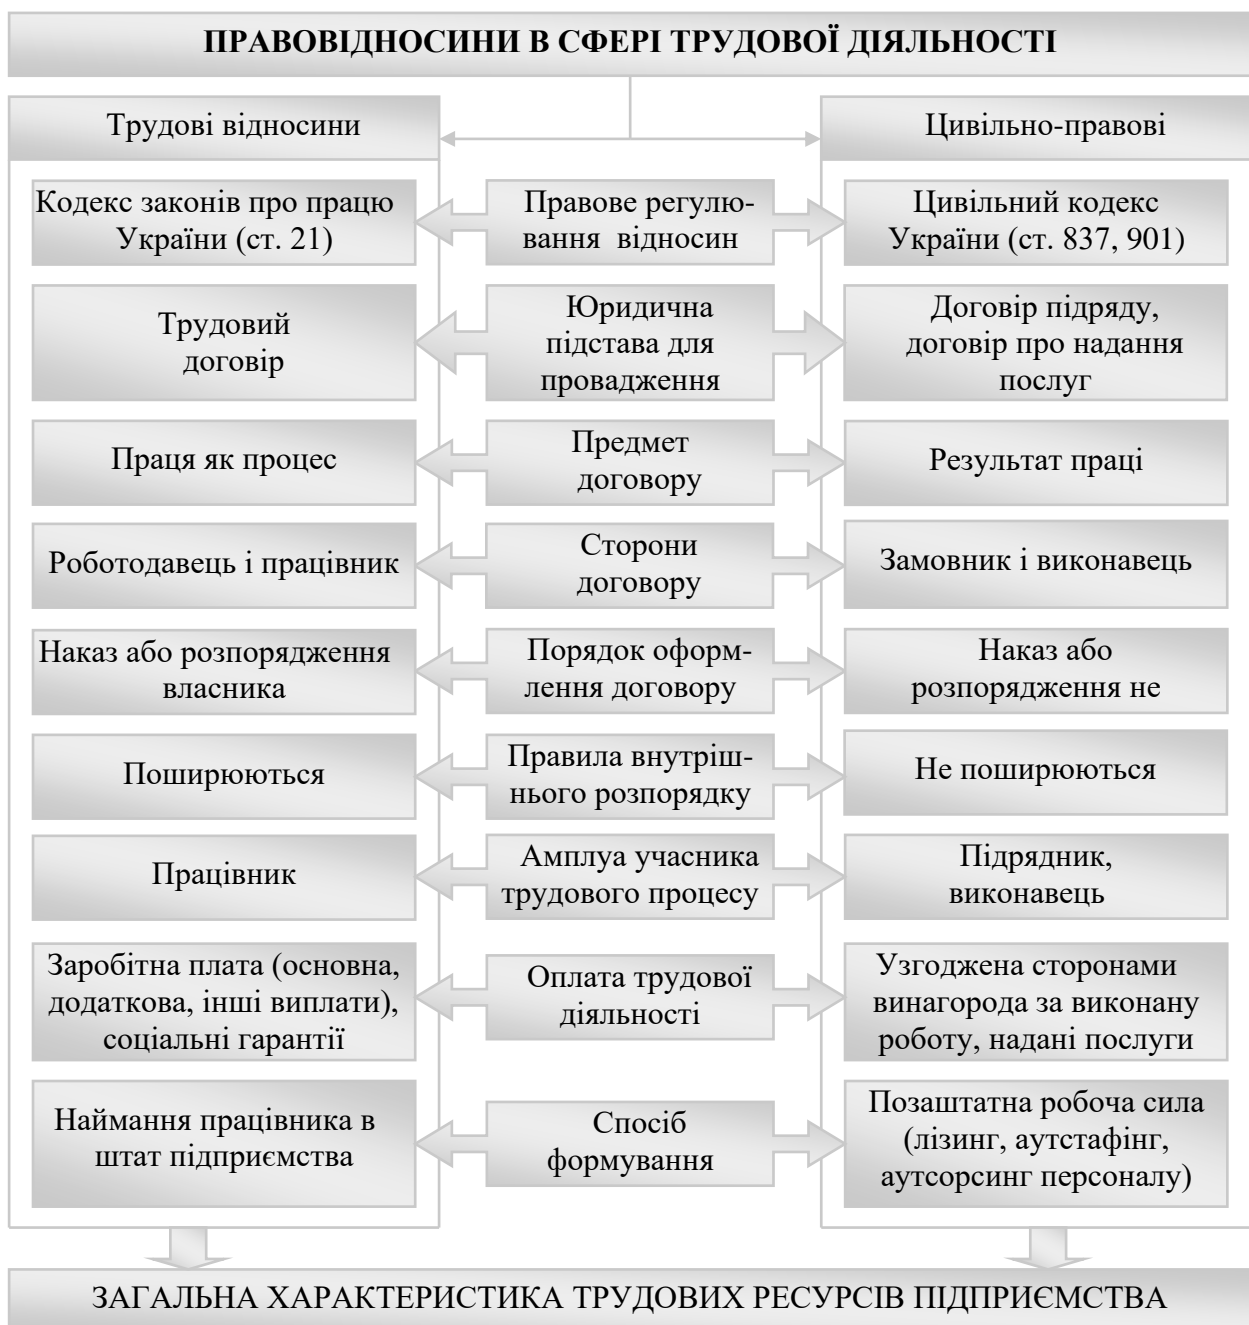 ПРАВОВІДНОСИНИ В СФЕРІ ТРУДОВОЇ ДІЯЛЬНОСТІ
Трудові відносини
Цивільно-правові
Кодекс законів про працю
України (ст. 21)
Правове регулю-
вання відносин
Цивільний кодекс
України (ст. 837, 901)
Трудовий
договір
Юридична
підстава для
провадження
Договір підряду,
договір про надання
послуг
Праця як процес
Предмет
договору
Результат праці
Роботодавець і працівник
Сторони
договору
Замовник і виконавець
Наказ або розпорядження
власника
Порядок оформ-
лення договору
Наказ або
розпорядження не
Поширюються
Правила внутріш-
нього розпорядку
Не поширюються
Працівник
Амплуа учасника
трудового процесу
Підрядник,
виконавець
Заробітна плата (основна,
додаткова, інші виплати),
соціальні гарантії
Оплата трудової
діяльності
Узгоджена сторонами
винагорода за виконану
роботу, надані послуги
Наймання працівника в
штат підприємства
Спосіб
формування
Позаштатна робоча сила
(лізинг, аутстафінг,
аутсорсинг персоналу)
ЗАГАЛЬНА ХАРАКТЕРИСТИКА ТРУДОВИХ РЕСУРСІВ ПІДПРИЄМСТВА